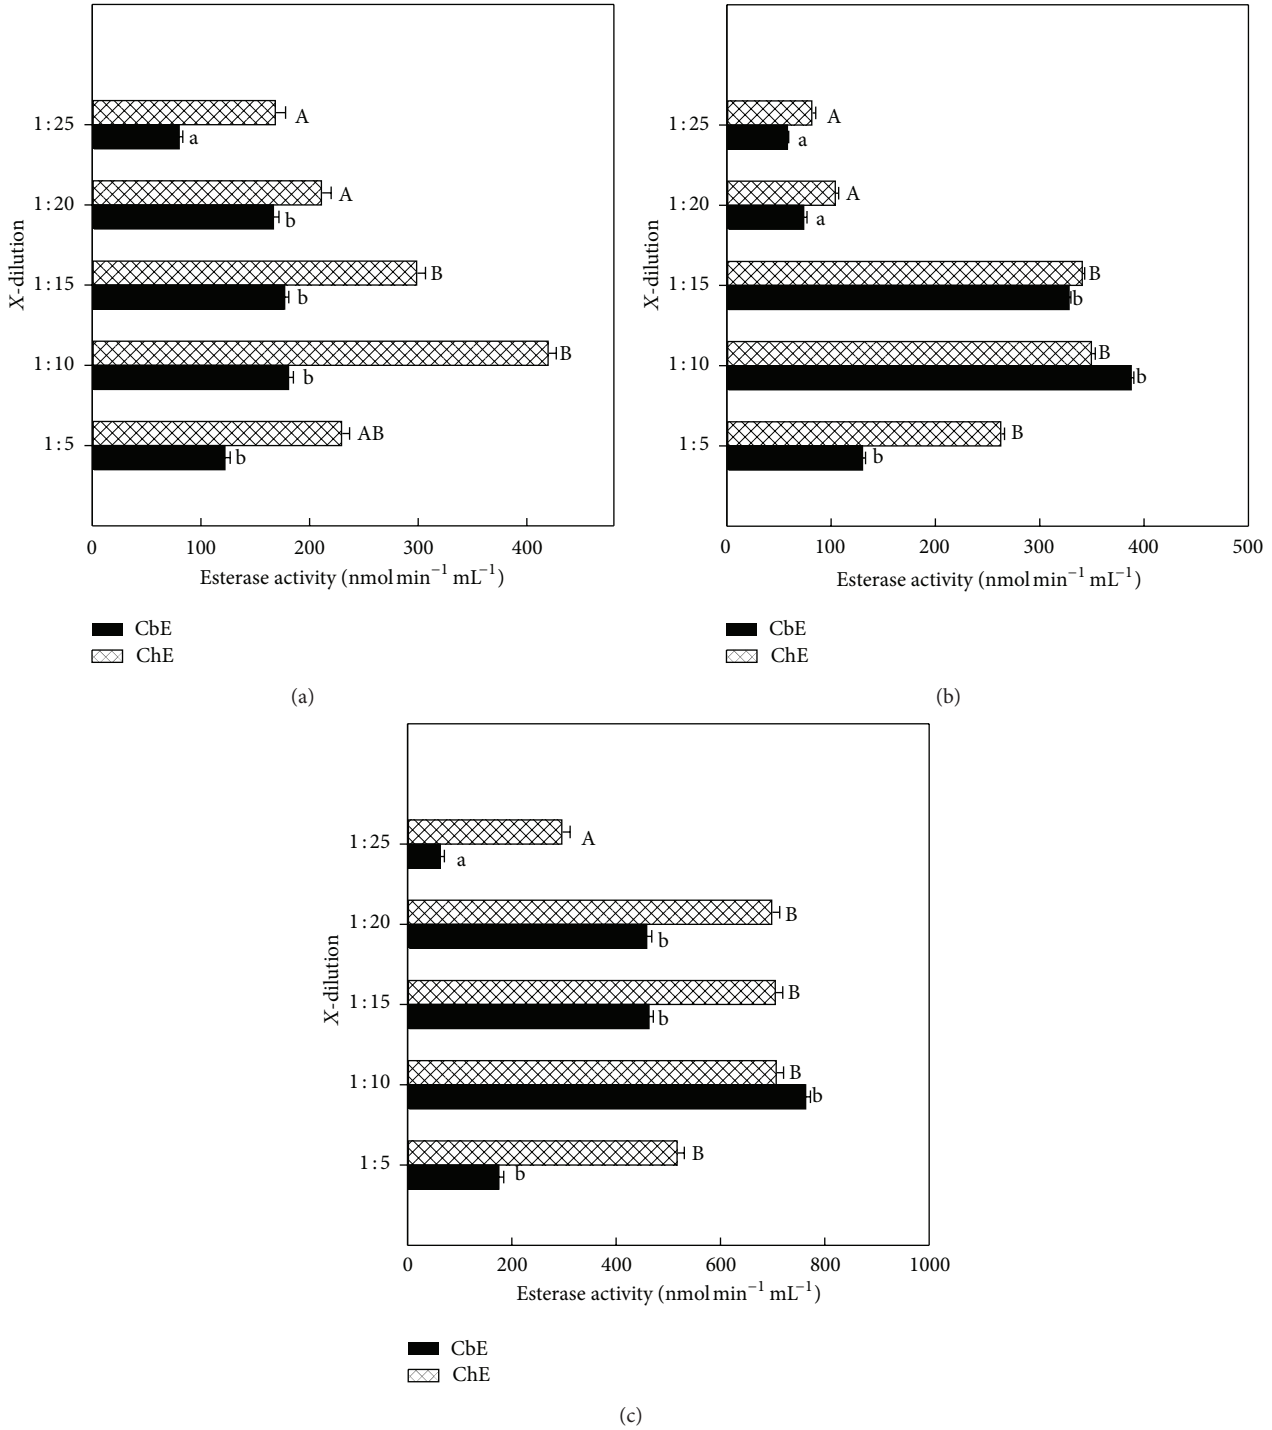 1:25
A
a
1:20
A
b
1:15
B
b
1:10
B
b
1:5
AB
b
X-dilution
0 100 200 300 400
Esterase activity (nmol min⁻¹ mL⁻¹)
CbE
ChE
(a)
1:25
A
a
1:20
A
a
1:15
B
b
1:10
B
b
1:5
B
b
X-dilution
0 100 200 300 400 500
Esterase activity (nmol min⁻¹ mL⁻¹)
CbE
ChE
(b)
1:25
A
a
1:20
B
b
1:15
B
b
1:10
B
b
1:5
B
b
X-dilution
0 200 400 600 800 1000
Esterase activity (nmol min⁻¹ mL⁻¹)
CbE
ChE
(c)